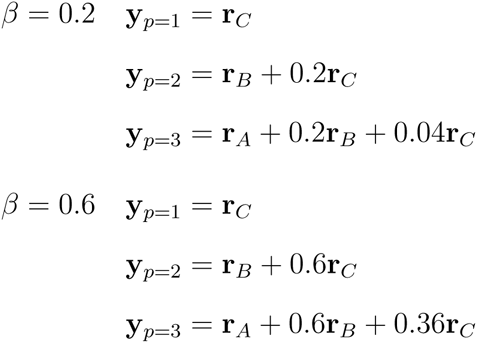 β = 0.2 y_{p=1} = r_C
y_{p=2} = r_B + 0.2r_C
y_{p=3} = r_A + 0.2r_B + 0.04r_C
β = 0.6 y_{p=1} = r_C
y_{p=2} = r_B + 0.6r_C
y_{p=3} = r_A + 0.6r_B + 0.36r_C